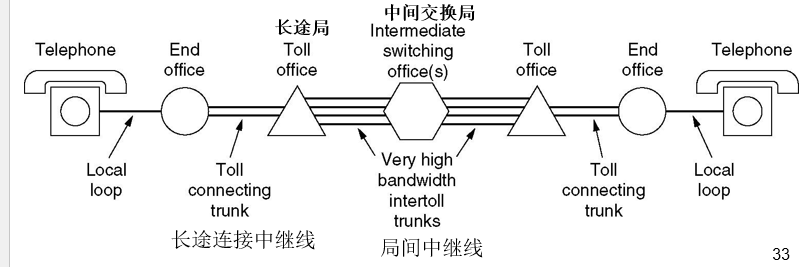 长途局
中间交换局
Telephone
End
office
Toll
office
Intermediate
switching
office(s)
Toll
office
End
office
Telephone
Local
loop
Toll
connecting
trunk
Very high
bandwidth
intertoll
trunks
Toll
connecting
trunk
Local
loop
长途连接中继线
局间中继线
33